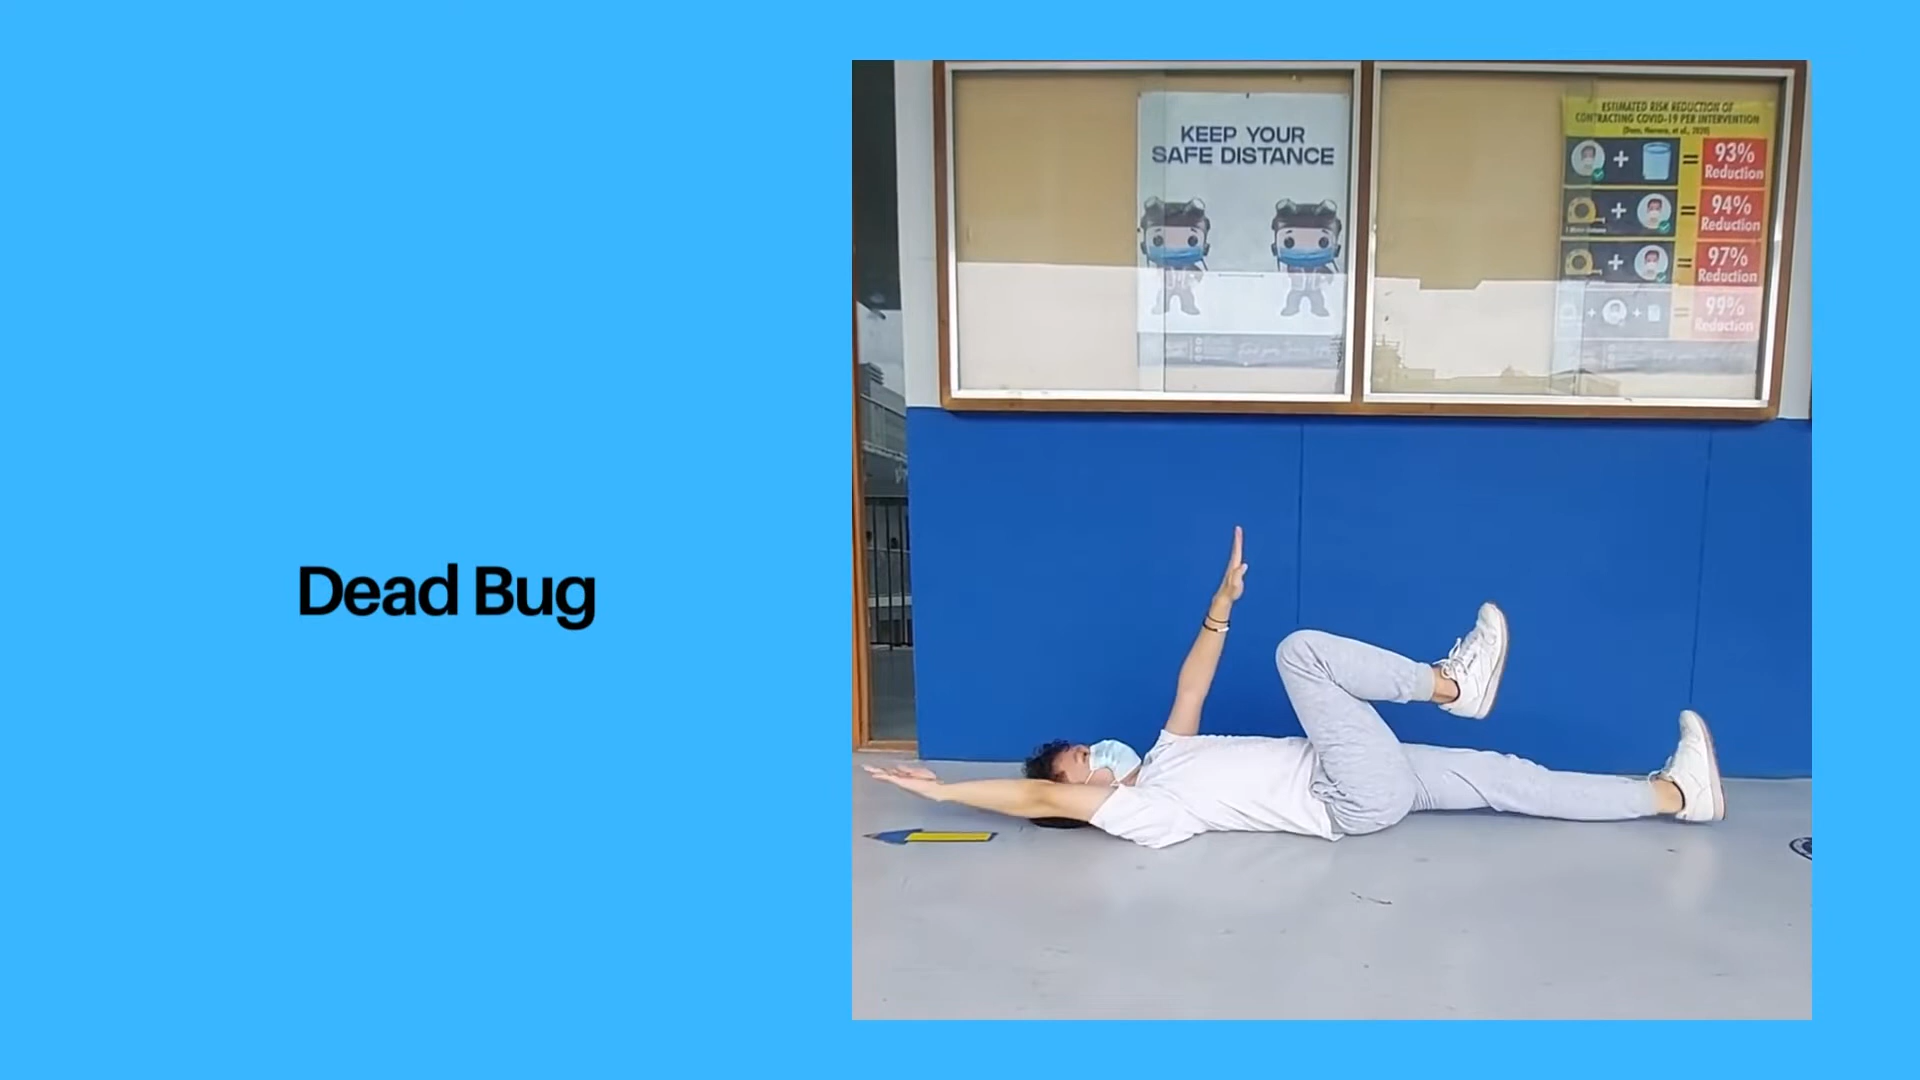 Dead Bug
KEEP YOUR
SAFE DISTANCE
ESTIMATED RISK REDUCTION OF
CONTRACTING COVID-19 PER INTERVENTION
93%
Reduction
94%
Reduction
97%
Reduction
99%
Reduction